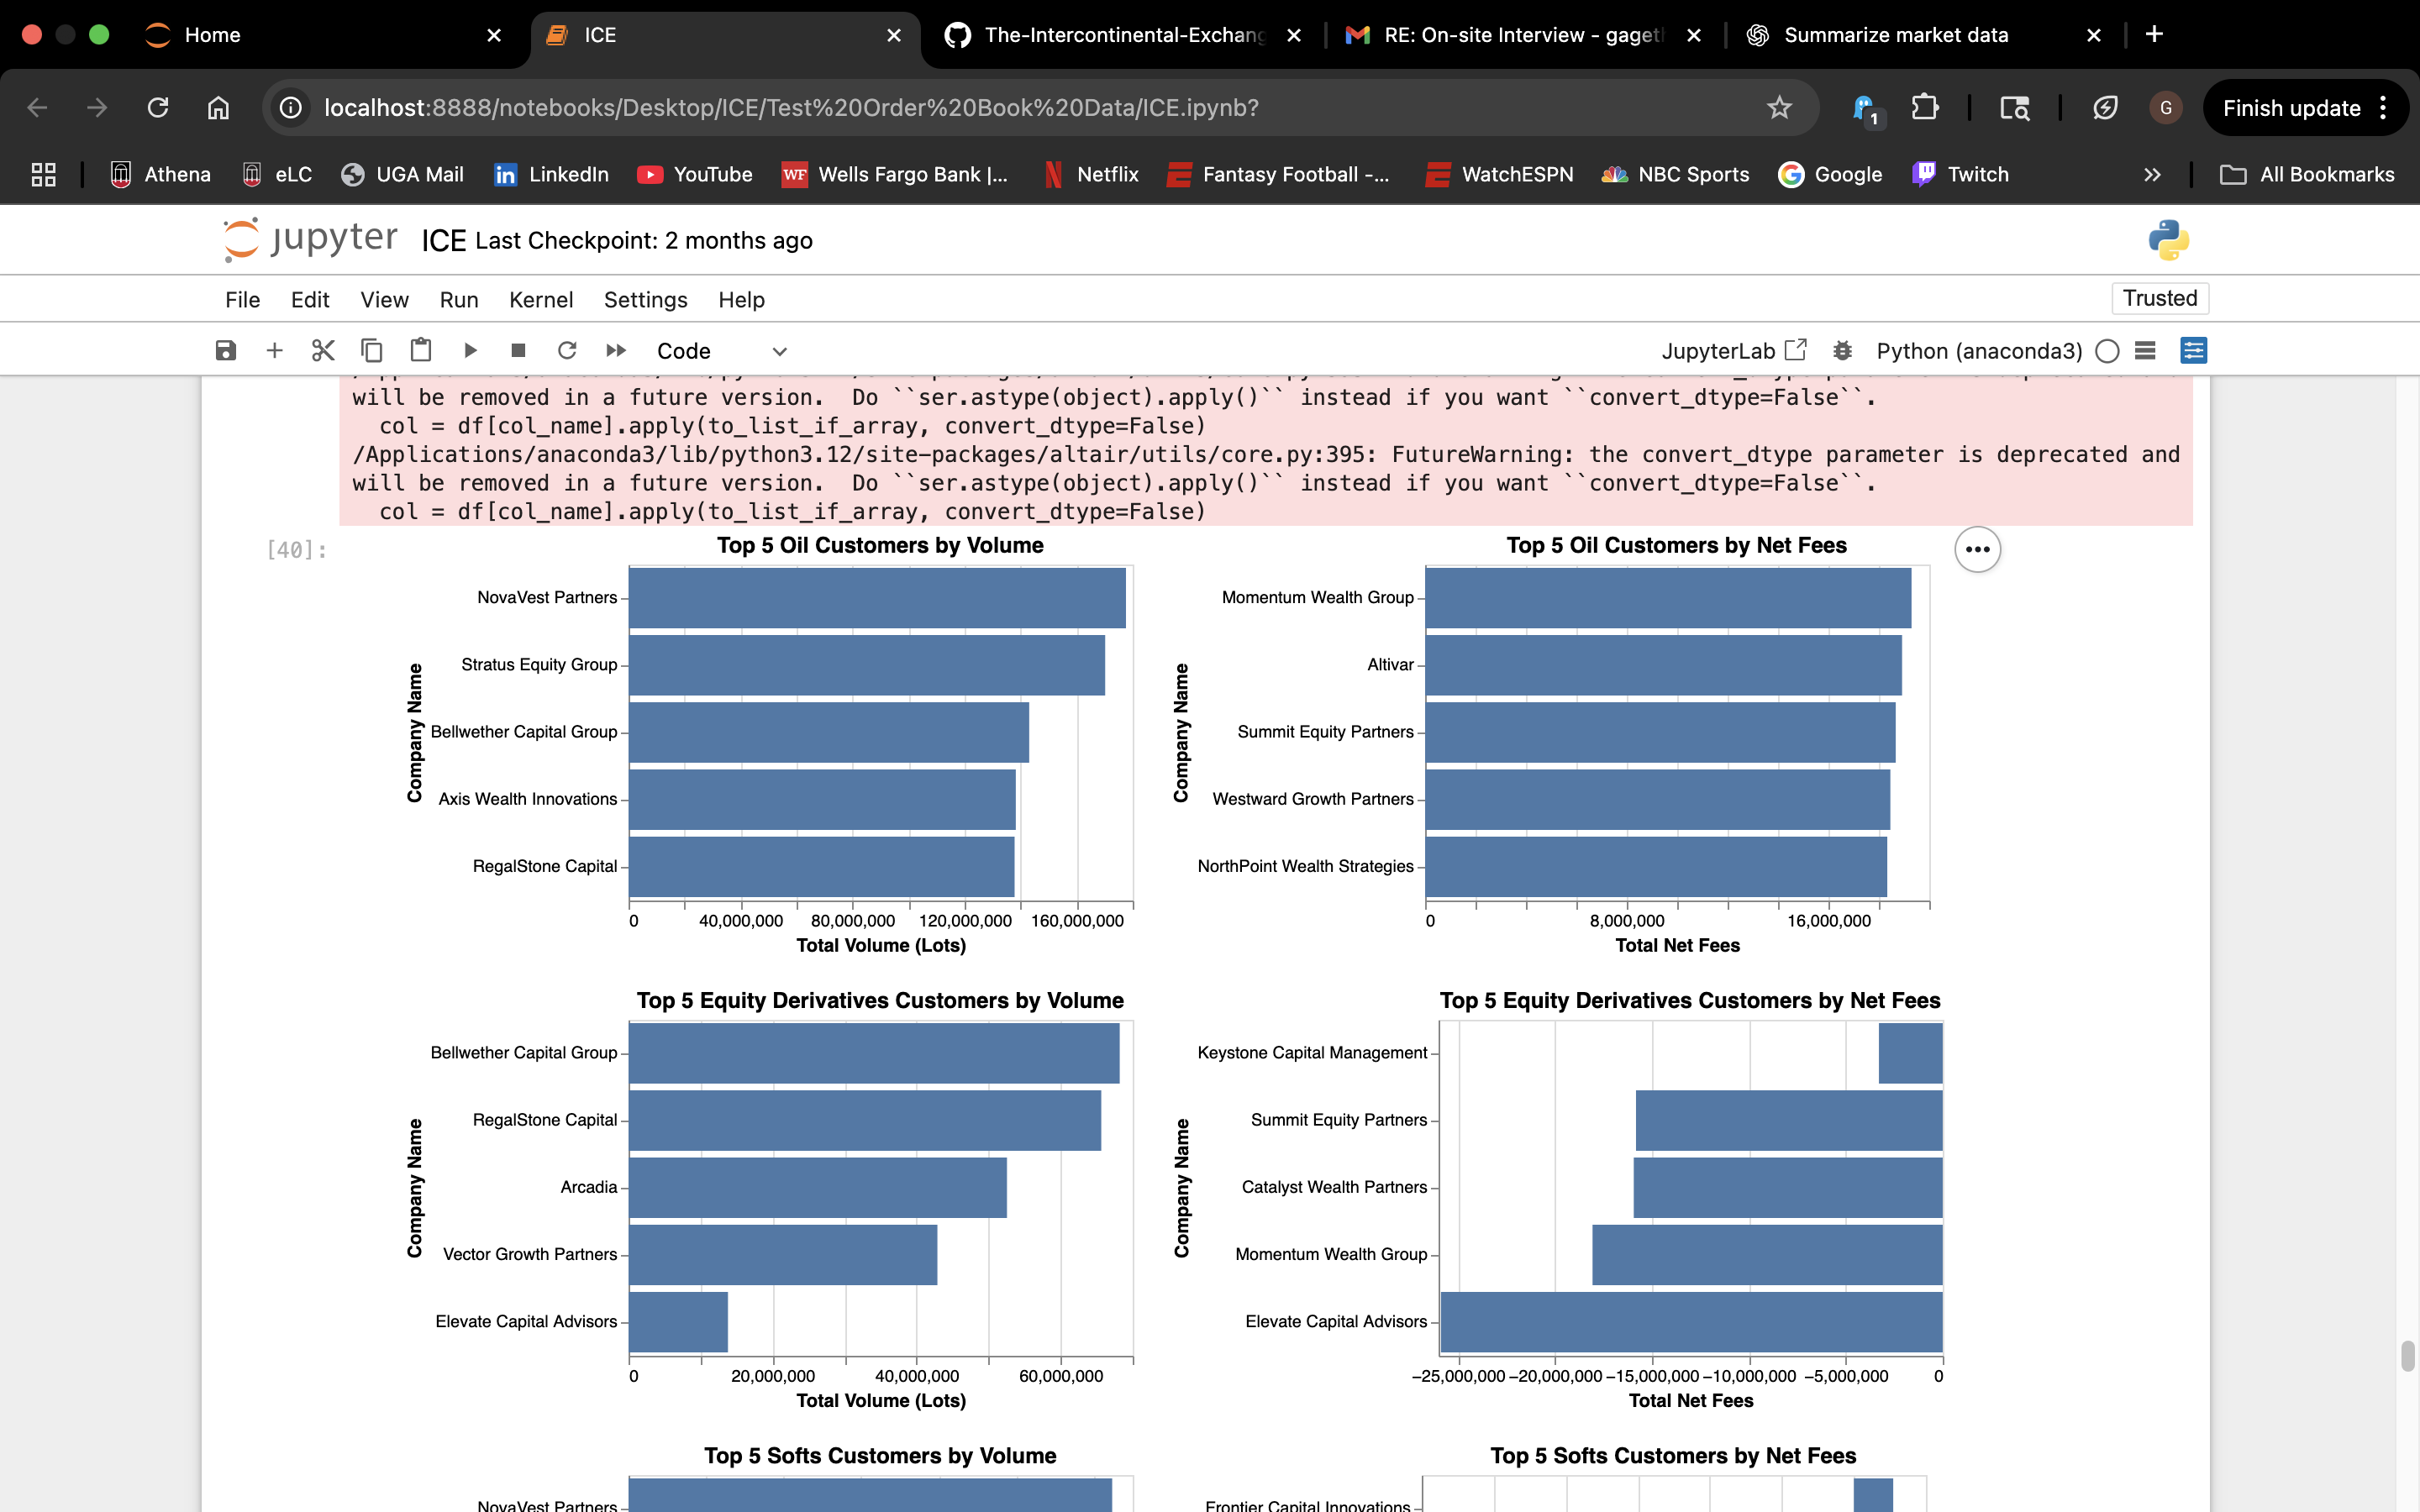 Home
ICE
The-Intercontinental-Exchang
RE: On-site Interview - gageth
Summarize market data
localhost:8888/notebooks/Desktop/ICE/Test%20Order%20Book%20Data/ICE.ipynb?
1
G
Finish update
Athena
eLC
UGA Mail
in LinkedIn
YouTube
WF Wells Fargo Bank |...
Netflix
Fantasy Football -...
WatchESPN
NBC Sports
Google
Twitch
All Bookmarks
jupyter ICE Last Checkpoint: 2 months ago
File Edit View Run Kernel Settings Help
Trusted
Code
JupyterLab
Python (anaconda3)
will be removed in a future version.  Do ``ser.astype(object).apply()`` instead if you want ``convert_dtype=False``.
col = df[col_name].apply(to_list_if_array, convert_dtype=False)
/Applications/anaconda3/lib/python3.12/site-packages/altair/utils/core.py:395: FutureWarning: the convert_dtype parameter is deprecated and
will be removed in a future version.  Do ``ser.astype(object).apply()`` instead if you want ``convert_dtype=False``.
col = df[col_name].apply(to_list_if_array, convert_dtype=False)
[40]:
Top 5 Oil Customers by Volume
Company Name
NovaVest Partners
Stratus Equity Group
Bellwether Capital Group
Axis Wealth Innovations
RegalStone Capital
0 40,000,000 80,000,000 120,000,000 160,000,000
Total Volume (Lots)
Top 5 Oil Customers by Net Fees
Company Name
Momentum Wealth Group
Altivar
Summit Equity Partners
Westward Growth Partners
NorthPoint Wealth Strategies
0 8,000,000 16,000,000
Total Net Fees
Top 5 Equity Derivatives Customers by Volume
Company Name
Bellwether Capital Group
RegalStone Capital
Arcadia
Vector Growth Partners
Elevate Capital Advisors
0 20,000,000 40,000,000 60,000,000
Total Volume (Lots)
Top 5 Equity Derivatives Customers by Net Fees
Company Name
Keystone Capital Management
Summit Equity Partners
Catalyst Wealth Partners
Momentum Wealth Group
Elevate Capital Advisors
−25,000,000 −20,000,000 −15,000,000 −10,000,000 −5,000,000 0
Total Net Fees
Top 5 Softs Customers by Volume
NovaVest Partners
Top 5 Softs Customers by Net Fees
Frontier Capital Innovations